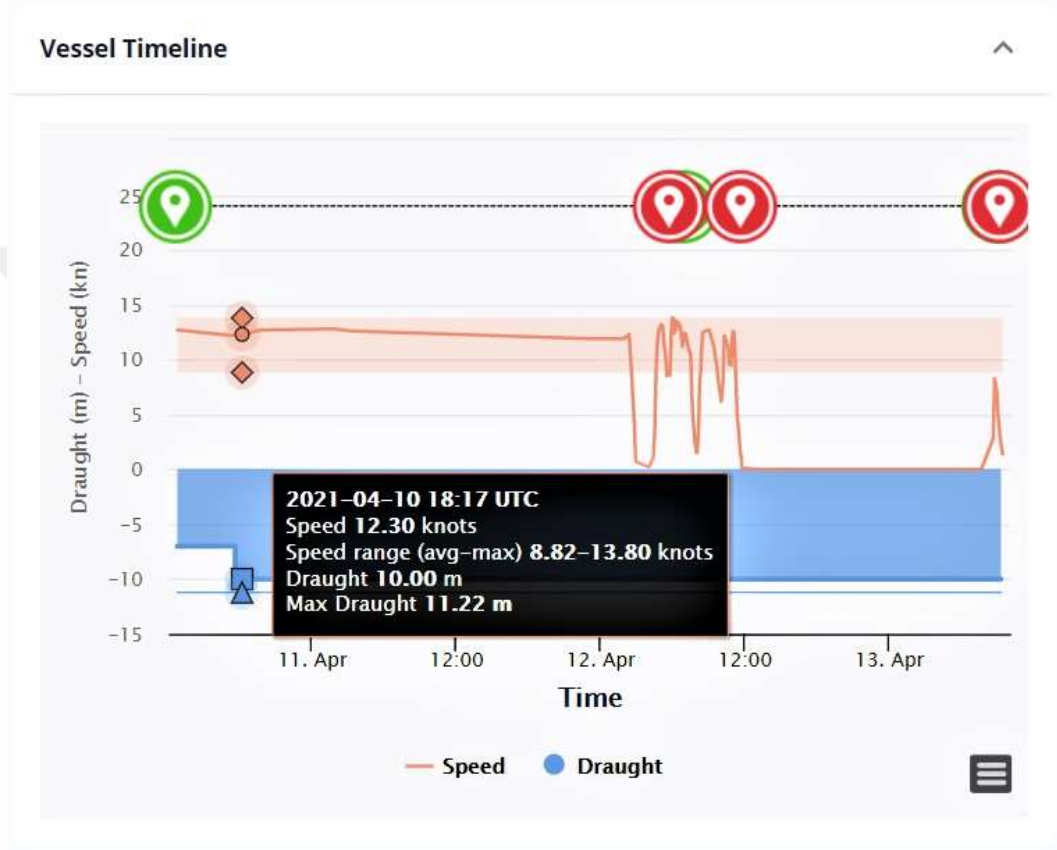 Vessel Timeline
25
20
15
10
5
0
−5
−10
−15
Draught (m) – Speed (kn)
2021–04–10 18:17 UTC
Speed 12.30 knots
Speed range (avg–max) 8.82–13.80 knots
Draught 10.00 m
Max Draught 11.22 m
11. Apr
12:00
12. Apr
12:00
13. Apr
Time
Speed
Draught